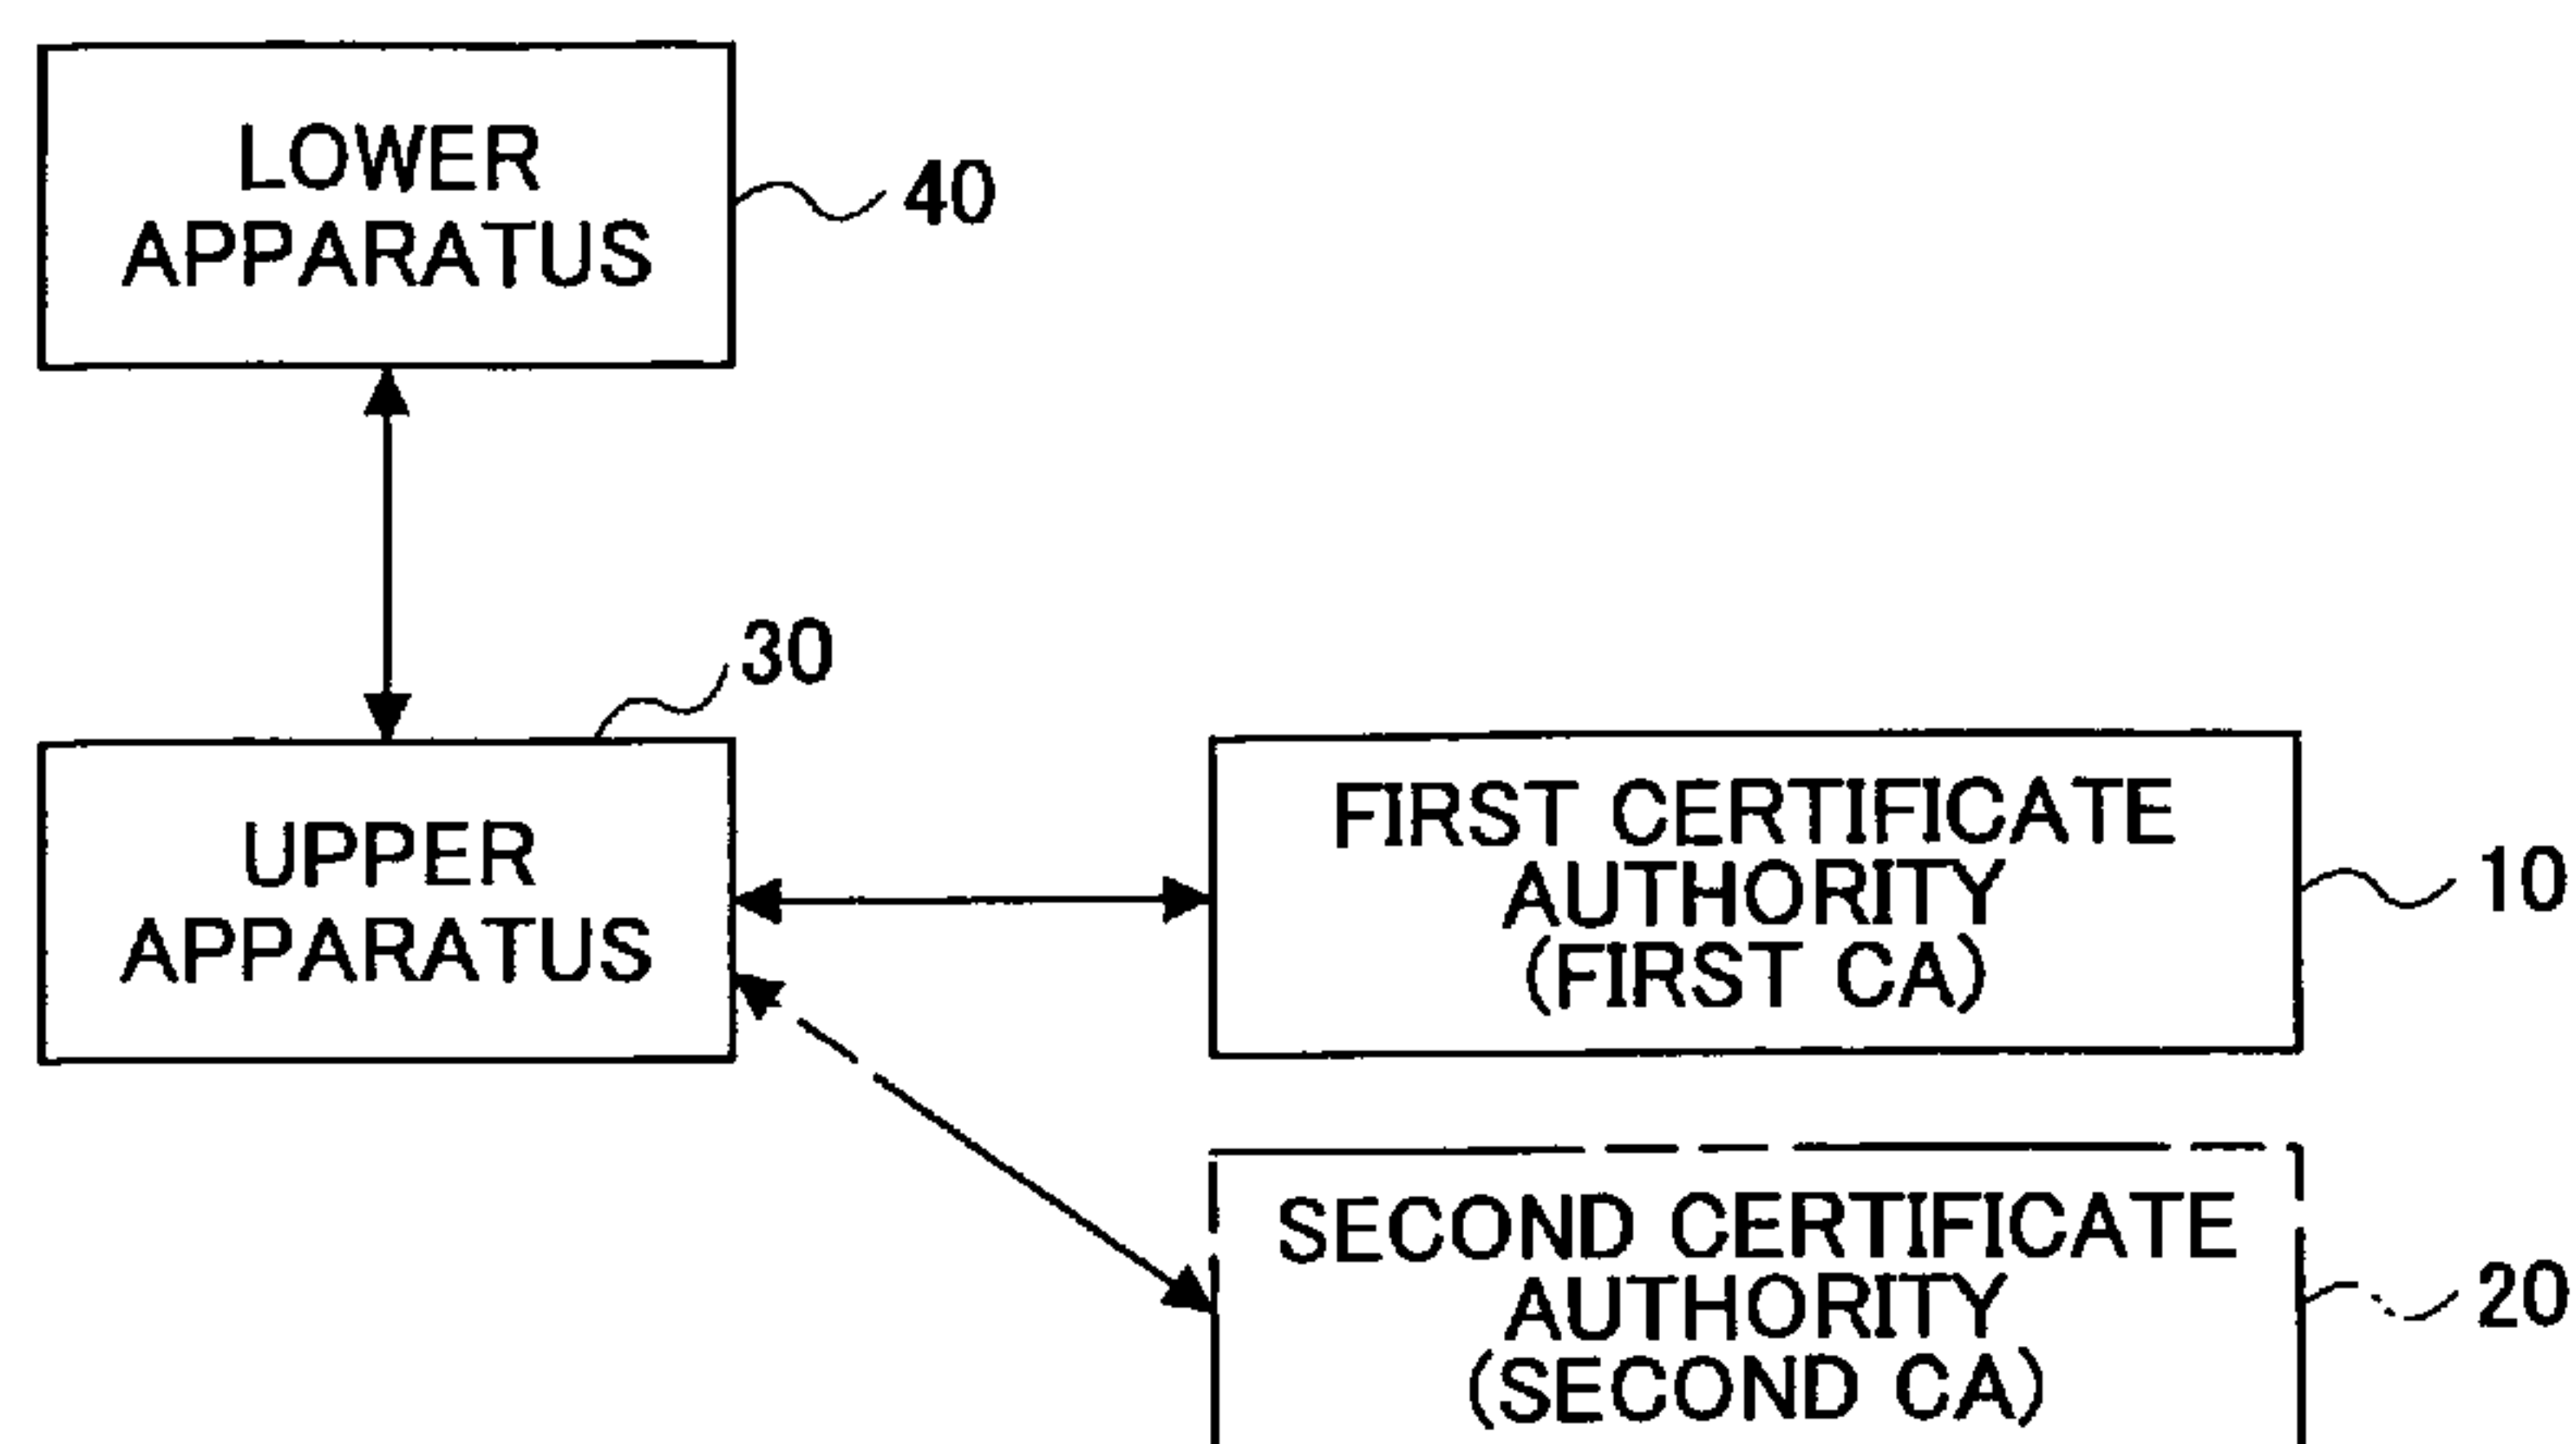 LOWER
APPARATUS
40
30
UPPER
APPARATUS
FIRST CERTIFICATE
AUTHORITY
(FIRST CA)
10
SECOND CERTIFICATE
AUTHORITY
(SECOND CA)
20